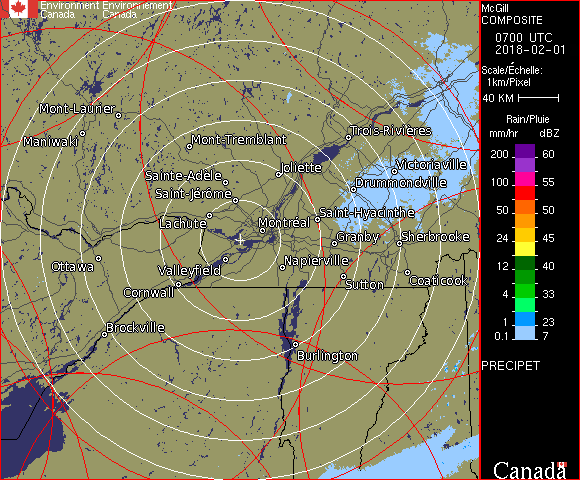 Environment Environnement
Canada Canada
McGill
COMPOSITE
0700 UTC
2018-02-01
Scale/Échelle:
1km/Pixel
40 KM
Rain/Pluie
mm/hr dBZ
200 60
100 55
50 50
24 45
12 40
4 33
1 23
0.1 7
PRECIPET
Canada
Mont-Laurier
Maniwaki
Mont-Tremblant
Trois-Rivières
Sainte-Adèle
Joliette
Victoriaville
Saint-Jérôme
Drummondville
Lachute
Montréal
Saint-Hyacinthe
Granby
Sherbrooke
Ottawa
Valleyfield
Napierville
Cornwall
Sutton
Coaticook
Brockville
Burlington